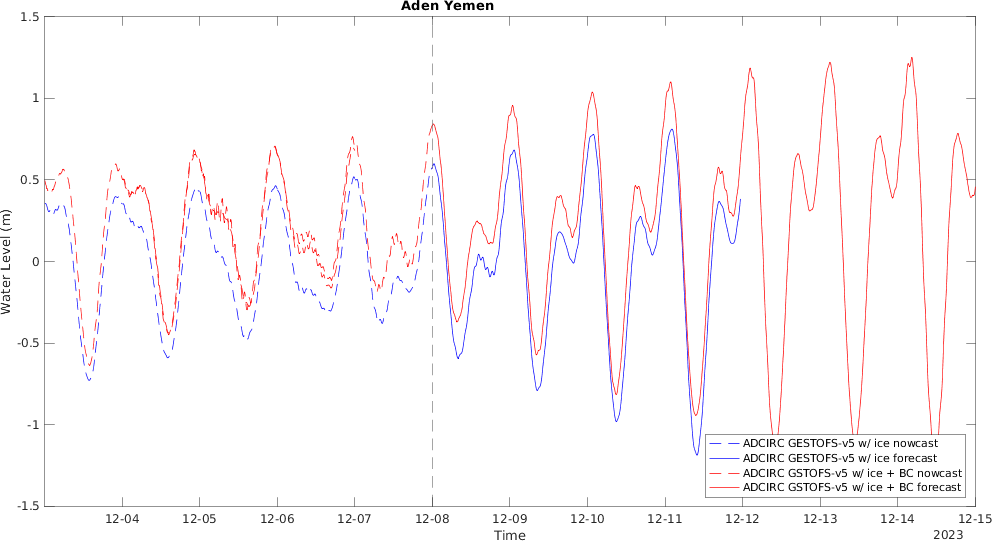 Aden Yemen
1.5
1
0.5
0
-0.5
-1
-1.5
Water Level (m)
12-04 12-05 12-06 12-07 12-08 12-09 12-10 12-11 12-12 12-13 12-14 12-15
Time
2023
ADCIRC GESTOFS-v5 w/ ice nowcast
ADCIRC GESTOFS-v5 w/ ice forecast
ADCIRC GSTOFS-v5 w/ ice + BC nowcast
ADCIRC GSTOFS-v5 w/ ice + BC forecast